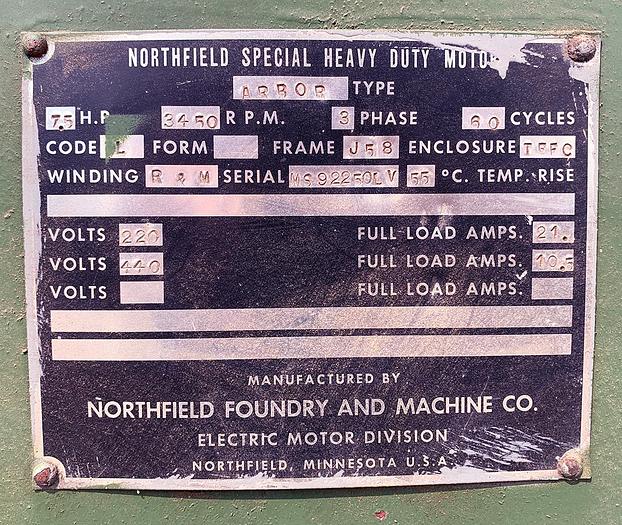 NORTHFIELD SPECIAL HEAVY DUTY MOTO
ARBOR TYPE
7.5 H.P. 3450 R P.M. 3 PHASE 60 CYCLES
CODE L FORM FRAME J58 ENCLOSURE TEFC
WINDING R & M SERIAL MS92250LV 55 °C. TEMP. RISE
VOLTS 220 FULL LOAD AMPS. 21.
VOLTS 440 FULL LOAD AMPS. 10.5
VOLTS FULL LOAD AMPS.
MANUFACTURED BY
NORTHFIELD FOUNDRY AND MACHINE CO.
ELECTRIC MOTOR DIVISION
NORTHFIELD, MINNESOTA U.S.A.